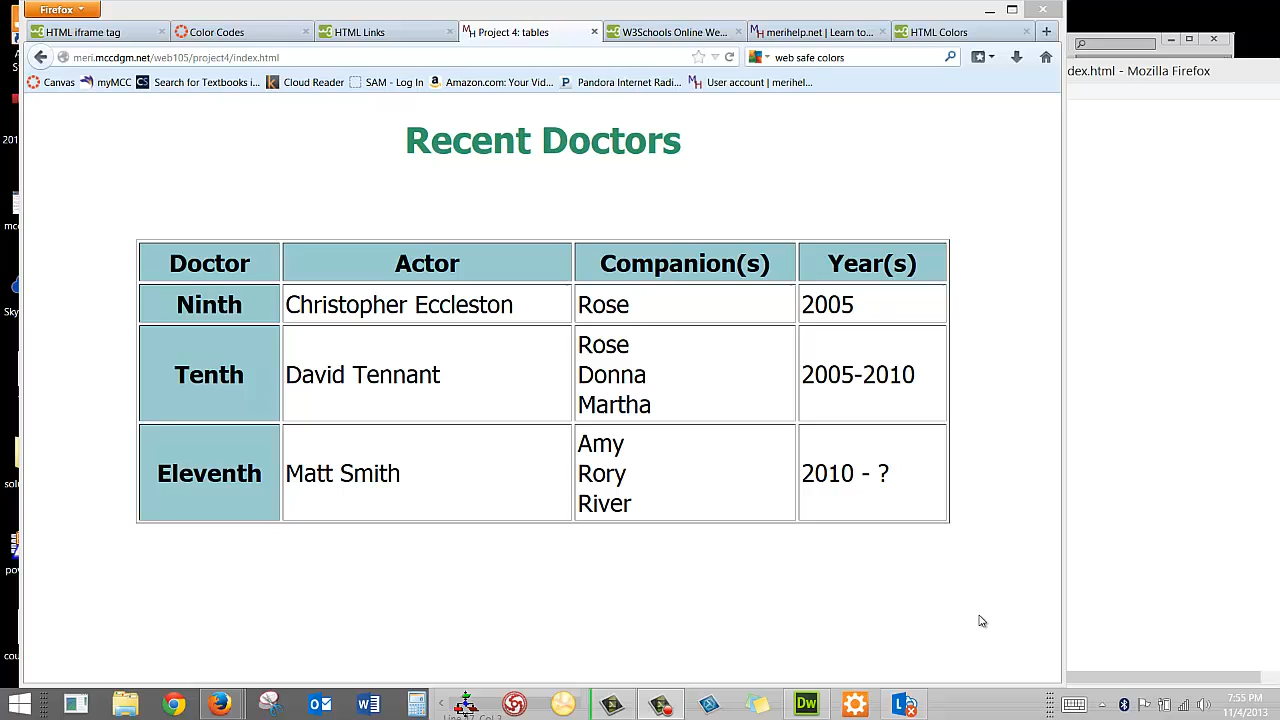 Firefox
HTML iframe tag
Color Codes
HTML Links
Project 4: tables
W3Schools Online We...
merihelp.net | Learn to...
HTML Colors
meri.mccdgm.net/web105/project4/index.html
web safe colors
dex.html - Mozilla Firefox
Canvas
myMCC
Search for Textbooks i...
Cloud Reader
SAM - Log In
Amazon.com: Your Vid...
Pandora Internet Radi...
User account | merihel...
Recent Doctors
Doctor Actor Companion(s) Year(s)
Ninth Christopher Eccleston Rose 2005
Tenth David Tennant Rose 2005-2010
Donna
Martha
Eleventh Matt Smith Amy 2010 - ?
Rory
River
7:55 PM
11/4/2013